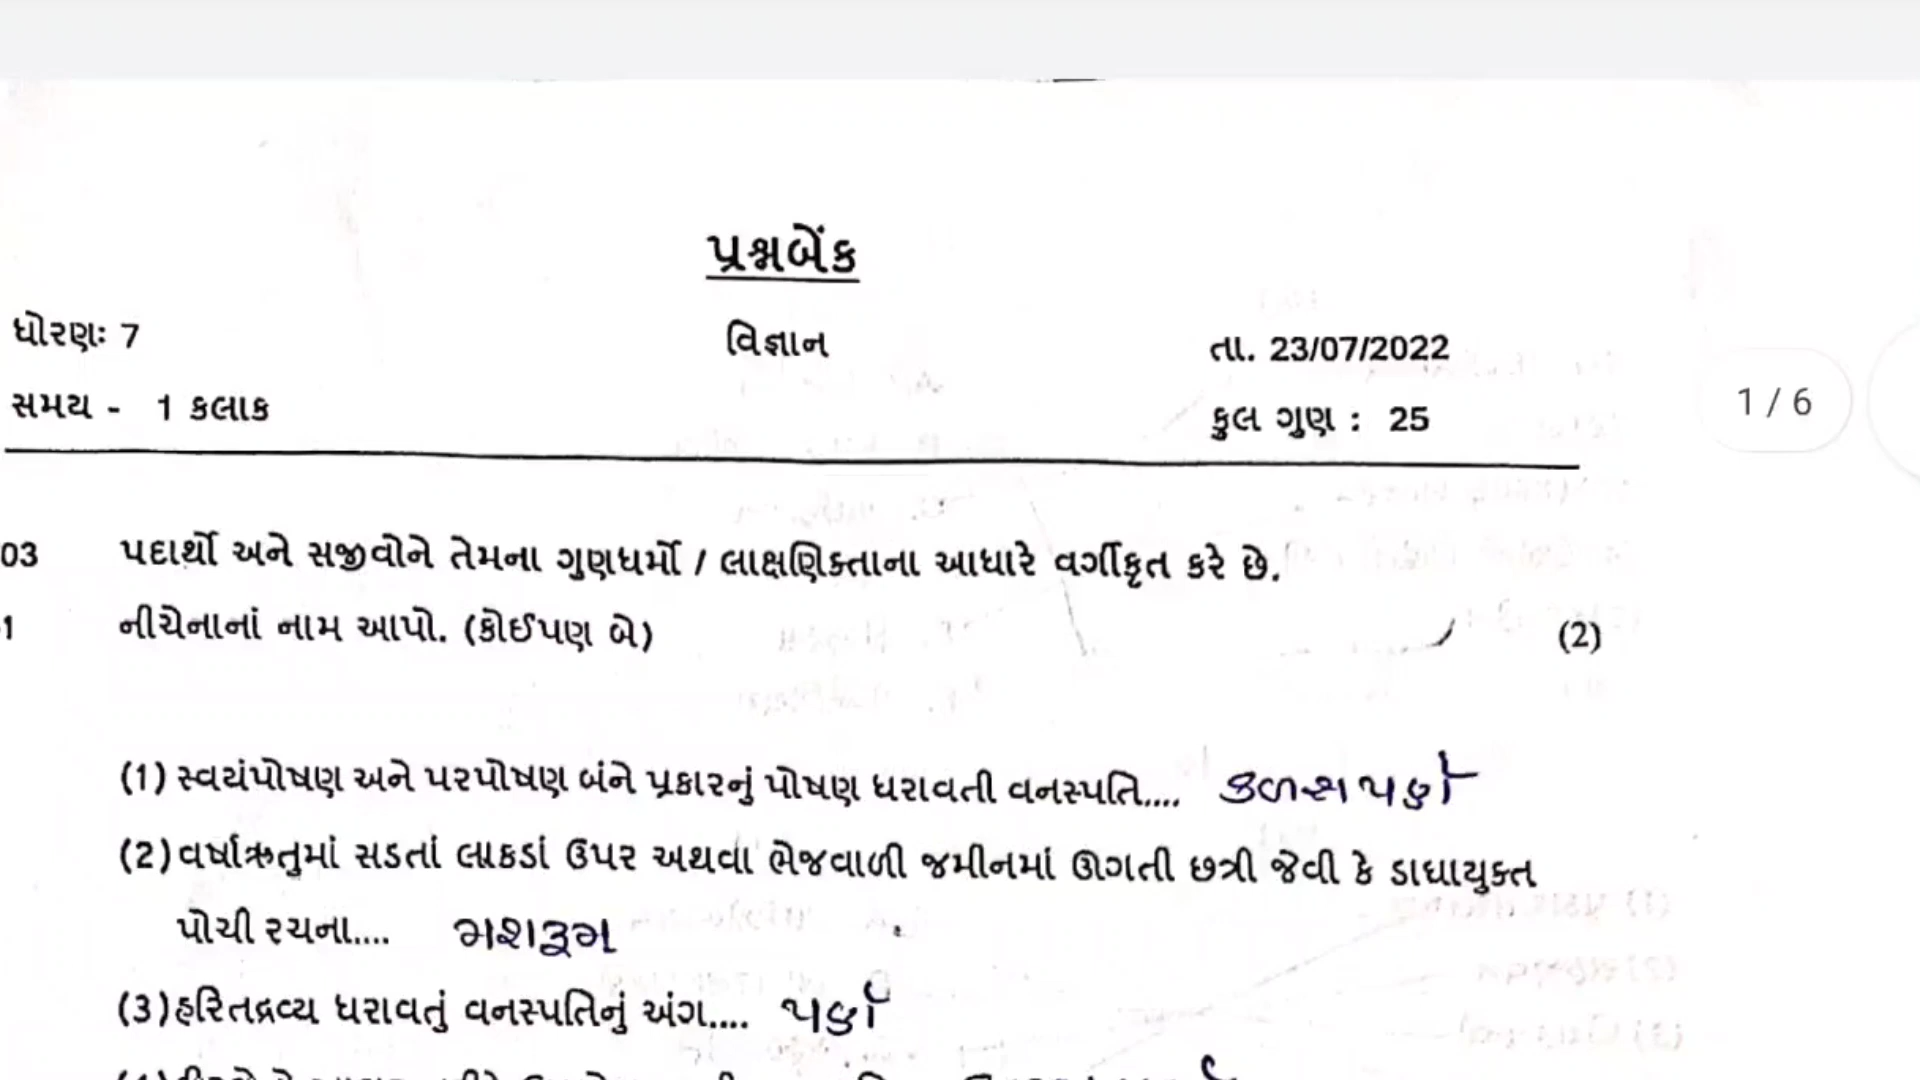 પ્રશ્નબેંક
ધોરણઃ 7 વિજ્ઞાન તા. 23/07/2022
સમય - 1 કલાક કુલ ગુણ : 25
1 / 6
03 પદાર્થો અને સજીવોને તેમના ગુણધર્મો / લાક્ષણિક્તાના આધારે વર્ગીકૃત કરે છે.
1 નીચેનાનાં નામ આપો. (કોઈપણ બે) (2)
(1) સ્વયંપોષણ અને પરપોષણ બંને પ્રકારનું પોષણ ધરાવતી વનસ્પતિ.... કળશપર્ણ
(2) વર્ષાઋતુમાં સડતાં લાકડાં ઉપર અથવા ભેજવાળી જમીનમાં ઊગતી છત્રી જેવી કે ડાઘાયુક્ત
પોચી રચના.... મશરૂમ
(3) હરિતદ્રવ્ય ધરાવતું વનસ્પતિનું અંગ.... પર્ણ